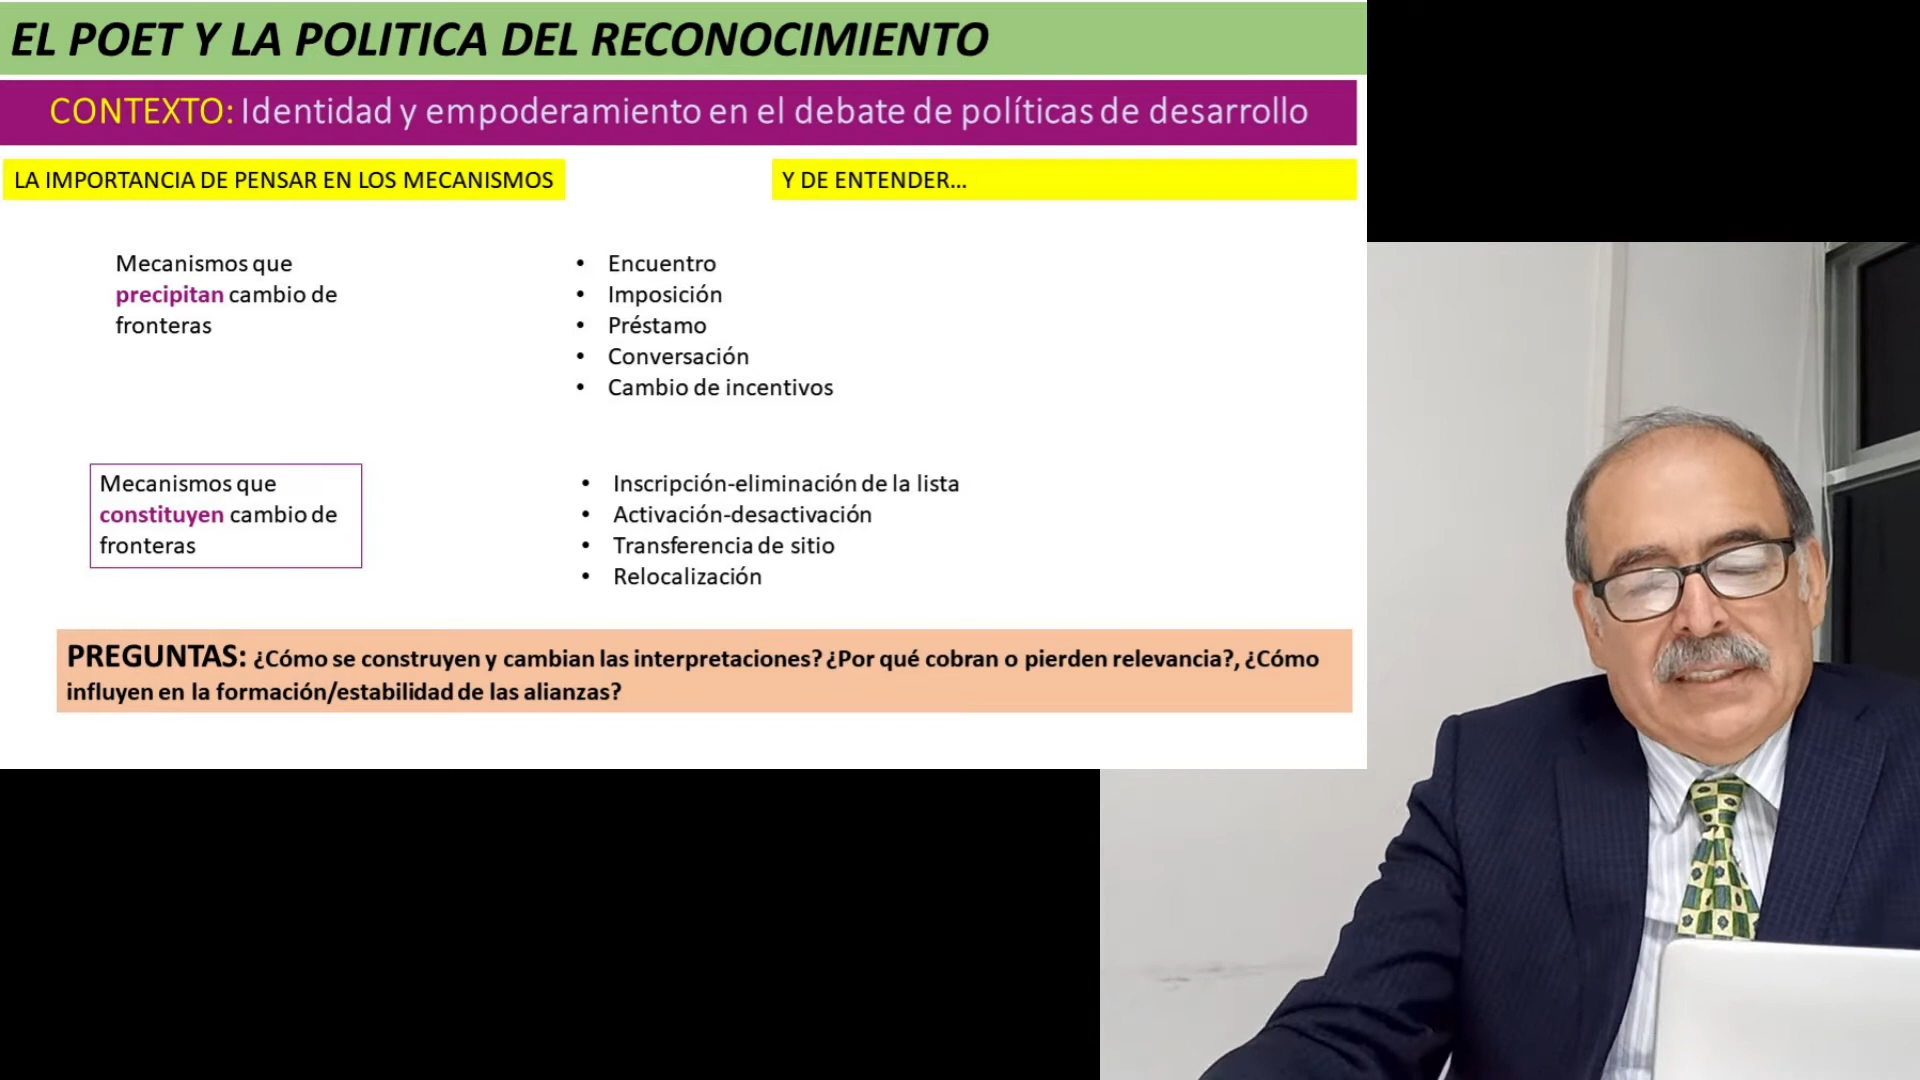 EL POET Y LA POLITICA DEL RECONOCIMIENTO
CONTEXTO: Identidad y empoderamiento en el debate de políticas de desarrollo
LA IMPORTANCIA DE PENSAR EN LOS MECANISMOS
Y DE ENTENDER...
Mecanismos que
precipitan cambio de
fronteras
• Encuentro
• Imposición
• Préstamo
• Conversación
• Cambio de incentivos
Mecanismos que
constituyen cambio de
fronteras
• Inscripción-eliminación de la lista
• Activación-desactivación
• Transferencia de sitio
• Relocalización
PREGUNTAS: ¿Cómo se construyen y cambian las interpretaciones? ¿Por qué cobran o pierden relevancia?, ¿Cómo
influyen en la formación/estabilidad de las alianzas?